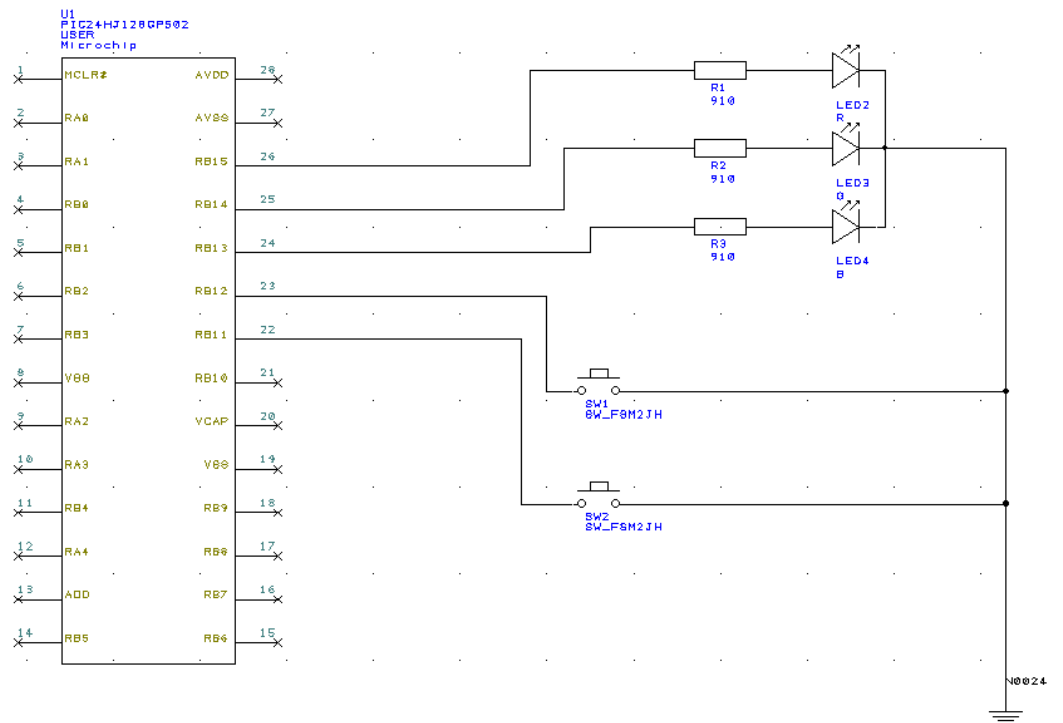 U1
PIC24HJ128GP502
USER
Microchip
1 MCLR# AVDD 28
2 RA0 AVSS 27
3 RA1 RB15 26
4 RB0 RB14 25
5 RB1 RB13 24
6 RB2 RB12 23
7 RB3 RB11 22
8 VSS RB10 21
9 RA2 VCAP 20
10 RA3 VSS 19
11 RB4 RB9 18
12 RA4 RB8 17
13 VDD RB7 16
14 RB5 RB6 15
R1
910
LED2
R
R2
910
LED3
G
R3
910
LED4
B
SW1
SW_FSM2JH
SW2
SW_FSM2JH
N0024